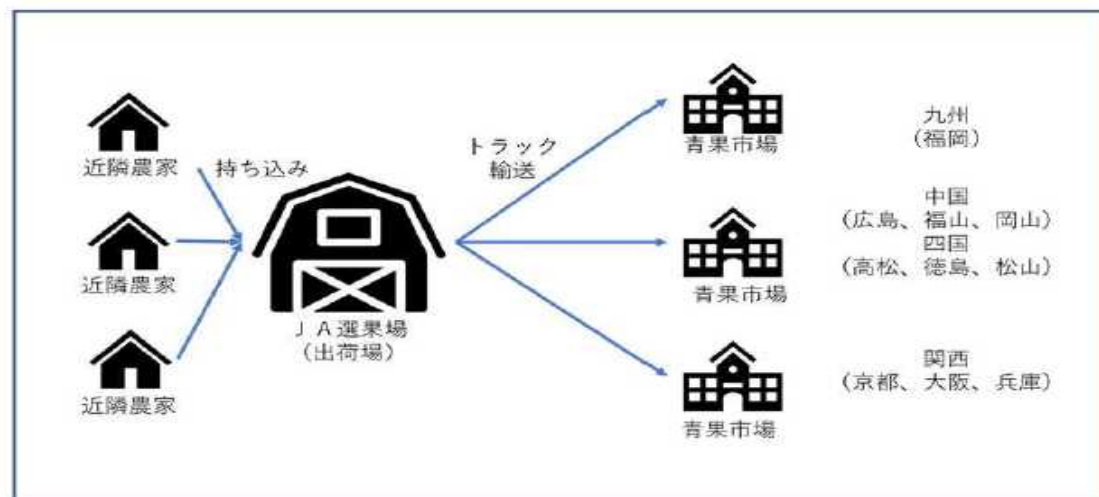 近隣農家
持ち込み
近隣農家
近隣農家
ＪＡ選果場
（出荷場）
トラック
輸送
青果市場
九州
（福岡）
青果市場
中国
（広島、福山、岡山）
四国
（高松、徳島、松山）
青果市場
関西
（京都、大阪、兵庫）